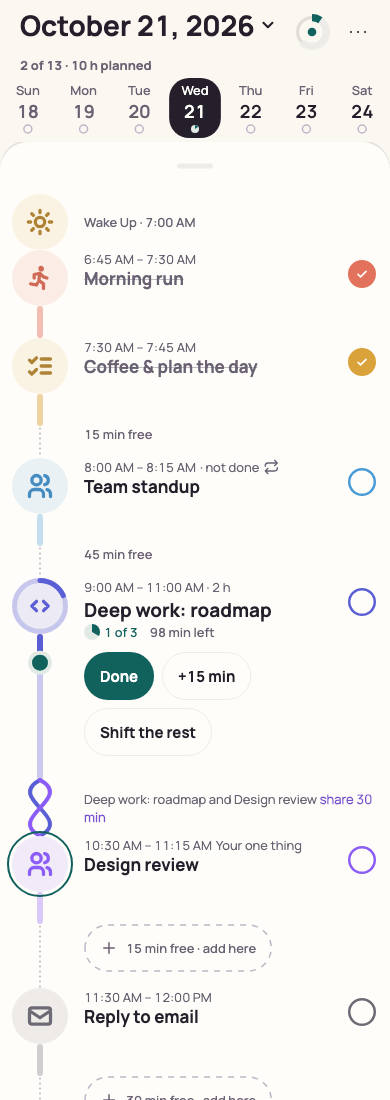 October 21, 2026
...
2 of 13 · 10 h planned
Sun Mon Tue Wed Thu Fri Sat
18 19 20 21 22 23 24
Wake Up · 7:00 AM
6:45 AM – 7:30 AM
Morning run
7:30 AM – 7:45 AM
Coffee & plan the day
15 min free
8:00 AM – 8:15 AM · not done
Team standup
45 min free
9:00 AM – 11:00 AM · 2 h
Deep work: roadmap
1 of 3 98 min left
Done +15 min
Shift the rest
Deep work: roadmap and Design review share 30
min
10:30 AM – 11:15 AM Your one thing
Design review
15 min free · add here
11:30 AM – 12:00 PM
Reply to email
30 min free · add here